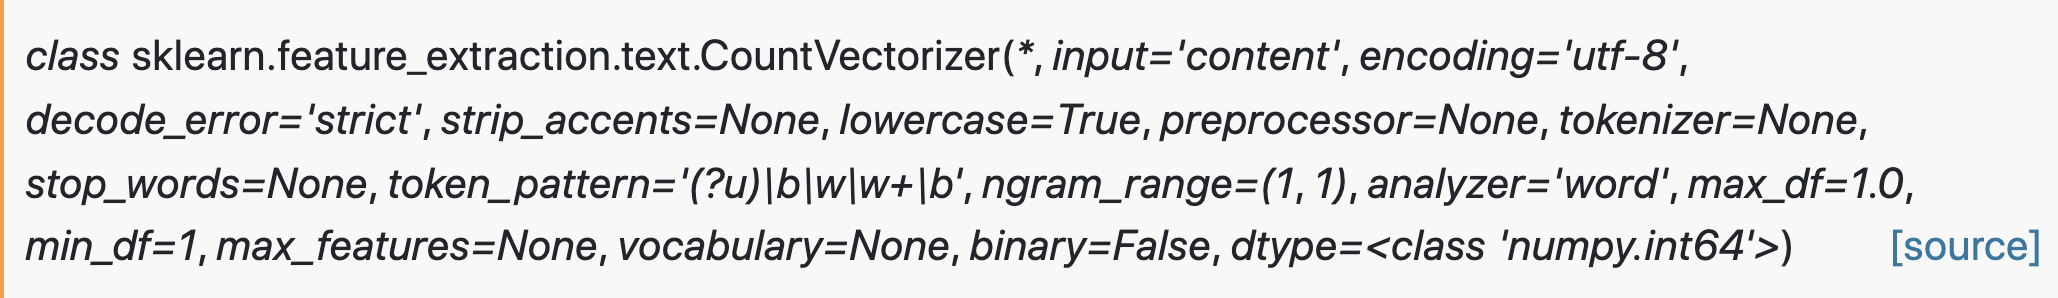 class sklearn.feature_extraction.text.CountVectorizer(*, input='content', encoding='utf-8',
decode_error='strict', strip_accents=None, lowercase=True, preprocessor=None, tokenizer=None,
stop_words=None, token_pattern='(?u)\b\w\w+\b', ngram_range=(1, 1), analyzer='word', max_df=1.0,
min_df=1, max_features=None, vocabulary=None, binary=False, dtype=<class 'numpy.int64'>) [source]